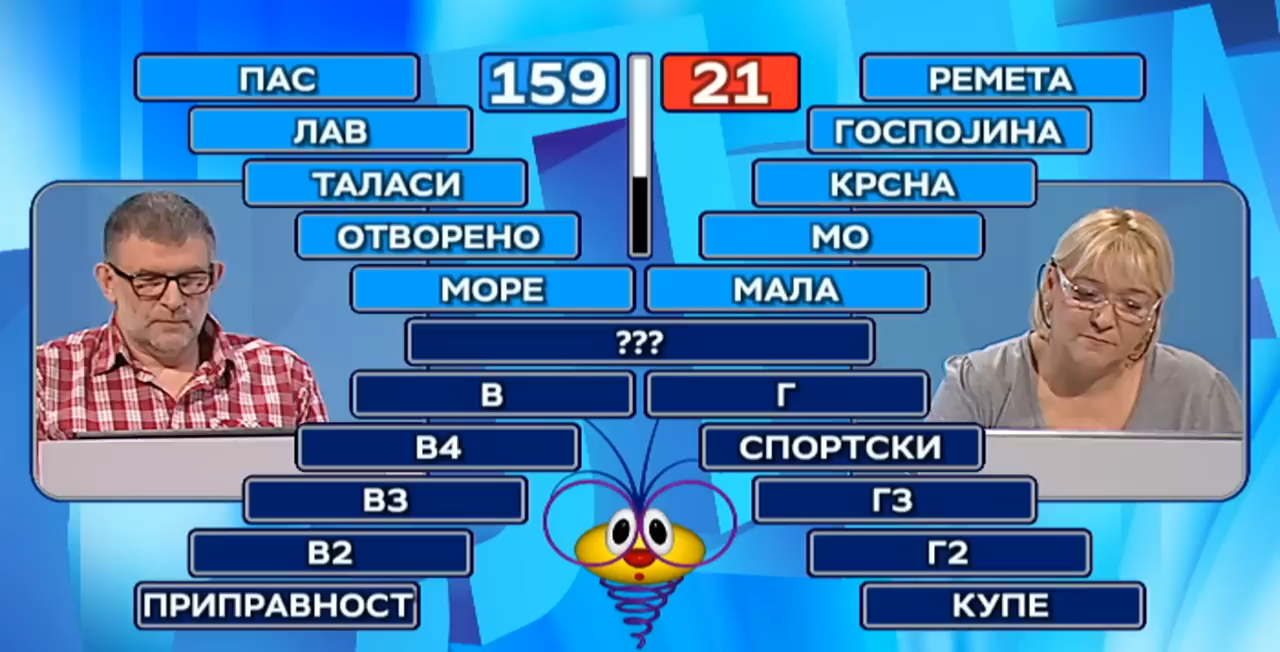 ПАС 159 21 РЕМЕТА
ЛАВ ГОСПОЈИНА
ТАЛАСИ КРСНА
ОТВОРЕНО МО
МОРЕ МАЛА
???
В Г
В4 СПОРТСКИ
В3 Г3
В2 Г2
ПРИПРАВНОСТ КУПЕ